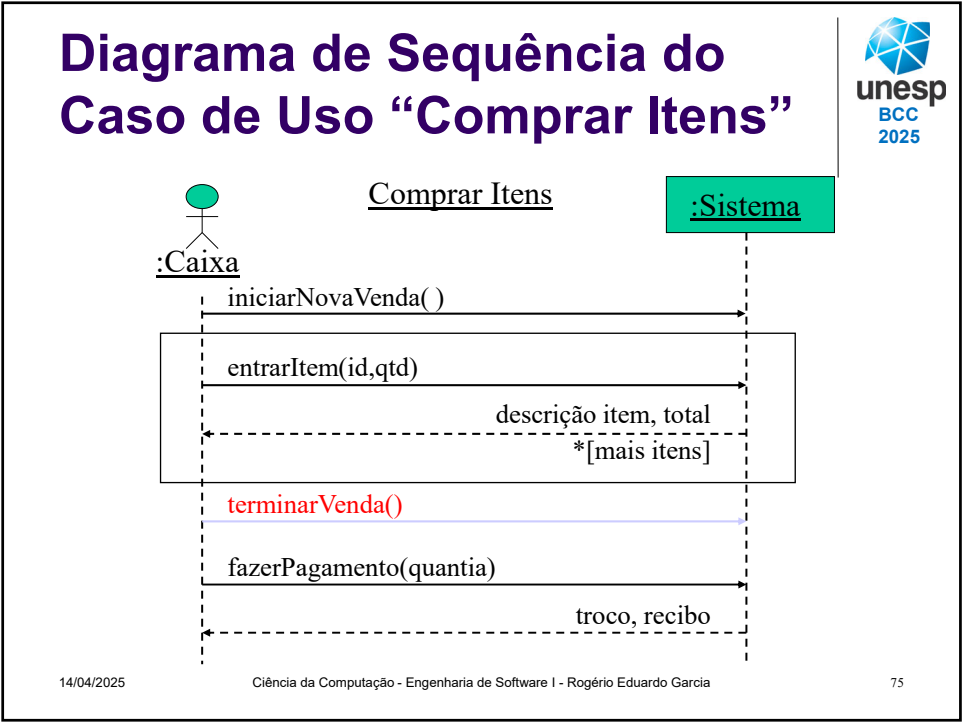 Diagrama de Sequência do
Caso de Uso “Comprar Itens”
unesp
BCC
2025
Comprar Itens
:Sistema
:Caixa
iniciarNovaVenda( )
entrarItem(id,qtd)
descrição item, total
*[mais itens]
terminarVenda()
fazerPagamento(quantia)
troco, recibo
14/04/2025
Ciência da Computação - Engenharia de Software I - Rogério Eduardo Garcia
75